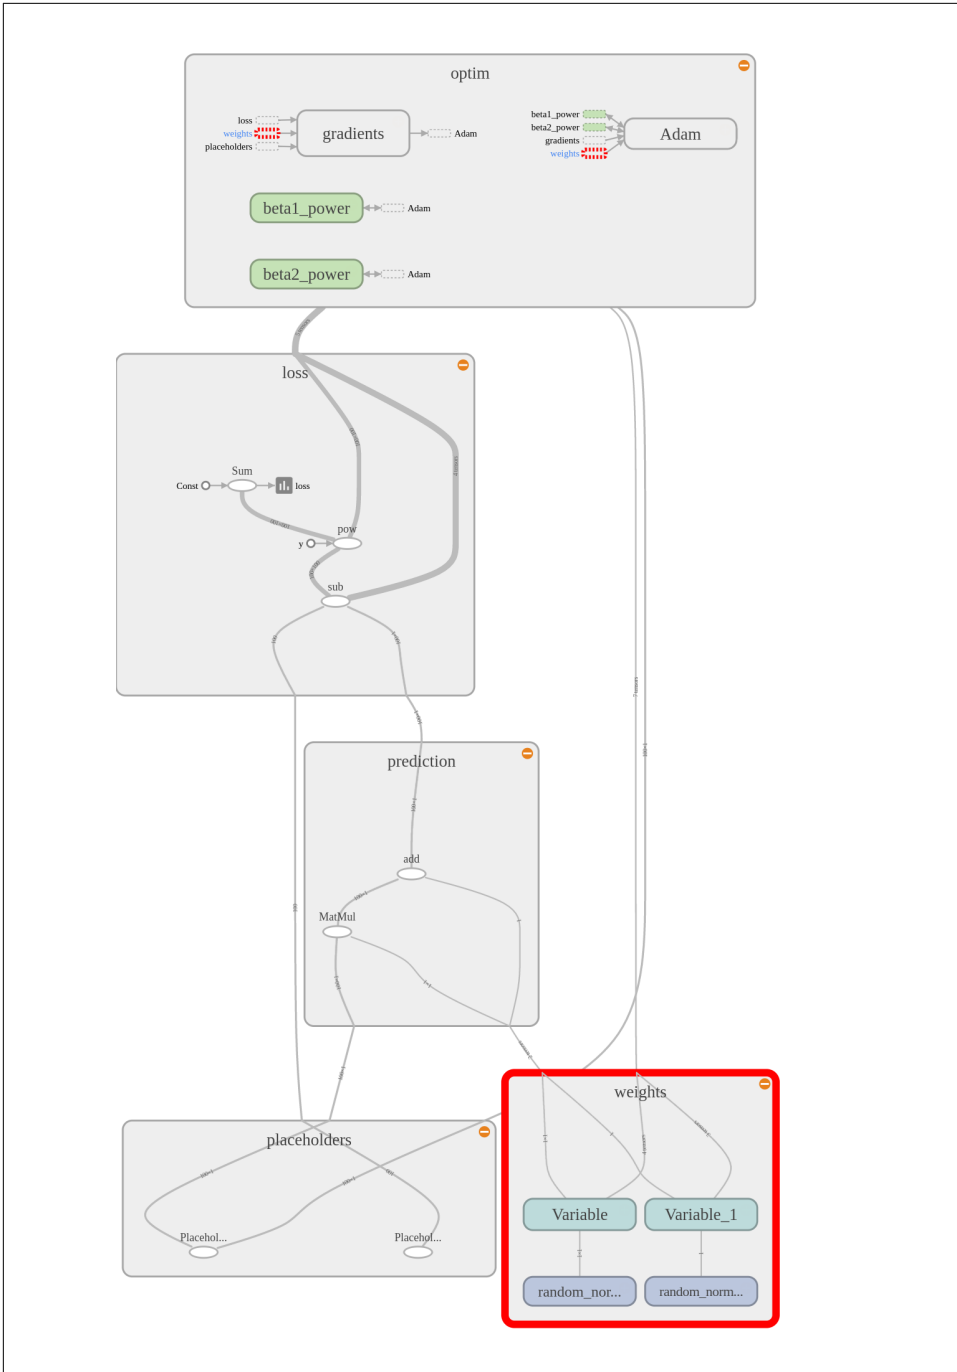 optim
loss
weights
placeholders
gradients
Adam
beta1_power
beta2_power
gradients
weights
Adam
beta1_power
Adam
beta2_power
Adam
loss
Sum
Const
loss
pow
y
sub
prediction
add
MatMul
weights
placeholders
Variable
Variable_1
Placehol...
Placehol...
random_nor...
random_norm...